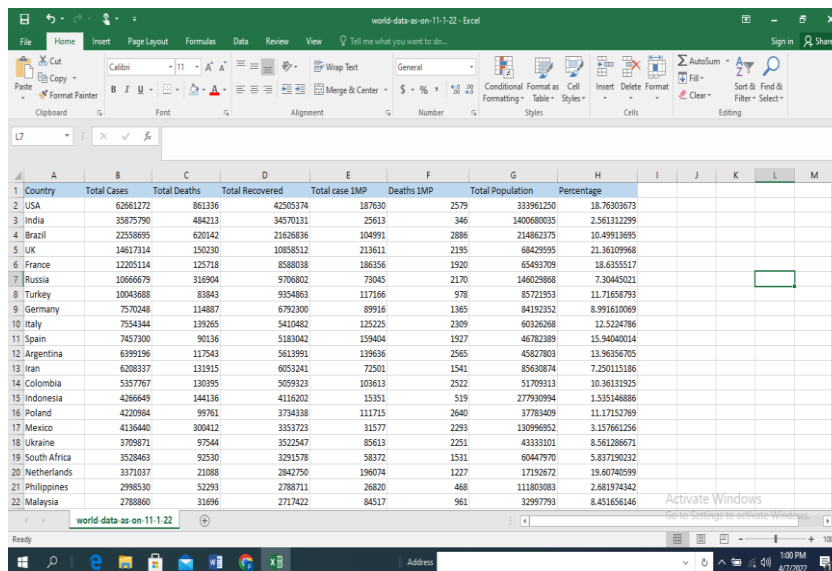 world-data-as-on-11-1-22 - Excel
File Home Insert Page Layout Formulas Data Review View Tell me what you want to do... Sign in Share
Paste Cut Copy Format Painter Clipboard
Calibri 11 B I U Font
Wrap Text Merge & Center Alignment
General $ % Number
Conditional Formatting Format as Table Cell Styles Styles
Insert Delete Format Cells
AutoSum Fill Clear Sort & Filter Find & Select Editing
L7 fx
A B C D E F G H I J K L M
1 Country Total Cases Total Deaths Total Recovered Total case 1MP Deaths 1MP Total Population Percentage
2 USA 62661272 861336 42505374 187630 2579 333961250 18.76303673
3 India 35875790 484213 34570131 25613 346 1400680035 2.561312299
4 Brazil 22558695 620142 21626836 104991 2886 214862375 10.49913695
5 UK 14617314 150230 10858512 213611 2195 68429595 21.36109968
6 France 12205114 125718 8588038 186356 1920 65493709 18.6355517
7 Russia 10666679 316904 9706802 73045 2170 146029868 7.30445021
8 Turkey 10043688 83843 9354863 117166 978 85721953 11.71658793
9 Germany 7570248 114887 6792300 89916 1365 84192352 8.991610069
10 Italy 7554344 139265 5410482 125225 2309 60326268 12.5224786
11 Spain 7457300 90136 5183042 159404 1927 46782389 15.94040014
12 Argentina 6399196 117543 5613991 139636 2565 45827803 13.96356705
13 Iran 6208337 131915 6053241 72501 1541 85630874 7.250115186
14 Colombia 5357767 130395 5059323 103613 2522 51709313 10.36131925
15 Indonesia 4266649 144136 4116202 15351 519 277930994 1.535146886
16 Poland 4220984 99761 3734338 111715 2640 37783409 11.17152769
17 Mexico 4136440 300412 3353723 31577 2293 130996952 3.157661256
18 Ukraine 3709871 97544 3522547 85613 2251 43333101 8.561286671
19 South Africa 3528463 92530 3291578 58372 1531 60447970 5.837190232
20 Netherlands 3371037 21088 2842750 196074 1227 17192672 19.60740599
21 Philippines 2998530 52291 2788711 26820 468 111803083 2.681974342
22 Malaysia 2788860 31696 2717422 84517 961 32997793 8.451656146
Activate Windows
Go to Settings to activate Windows.
world-data-as-on-11-1-22
Ready 100
Address 1:00 PM
4/7/2022